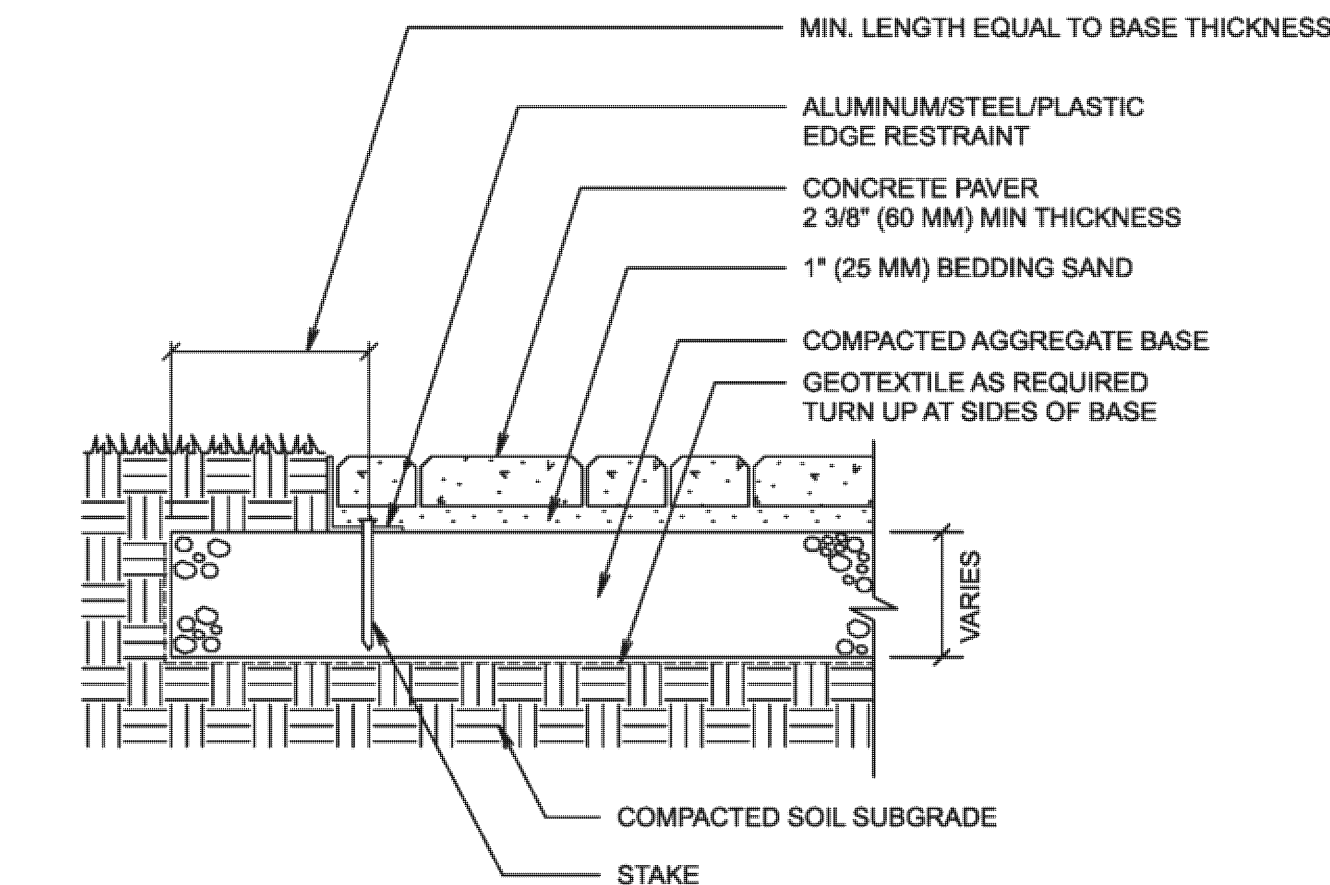 MIN. LENGTH EQUAL TO BASE THICKNESS
ALUMINUM/STEEL/PLASTIC
EDGE RESTRAINT
CONCRETE PAVER
2 3/8" (60 MM) MIN THICKNESS
1" (25 MM) BEDDING SAND
COMPACTED AGGREGATE BASE
GEOTEXTILE AS REQUIRED
TURN UP AT SIDES OF BASE
VARIES
COMPACTED SOIL SUBGRADE
STAKE